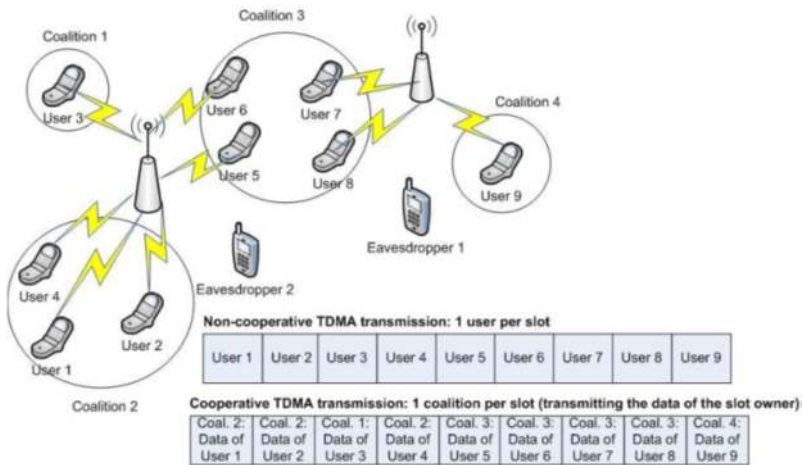 Coalition 1
Coalition 3
User 3
User 6
User 7
Coalition 4
User 5
User 8
User 9
Eavesdropper 1
Eavesdropper 2
User 4
User 2
User 1
Coalition 2
Non-cooperative TDMA transmission: 1 user per slot
User 1 User 2 User 3 User 4 User 5 User 6 User 7 User 8 User 9
Cooperative TDMA transmission: 1 coalition per slot (transmitting the data of the slot owner)
Coal. 2: Coal. 2: Coal. 1: Coal. 2: Coal. 3: Coal. 3: Coal. 3: Coal. 3: Coal. 4:
Data of Data of Data of Data of Data of Data of Data of Data of Data of
User 1 User 2 User 3 User 4 User 5 User 6 User 7 User 8 User 9